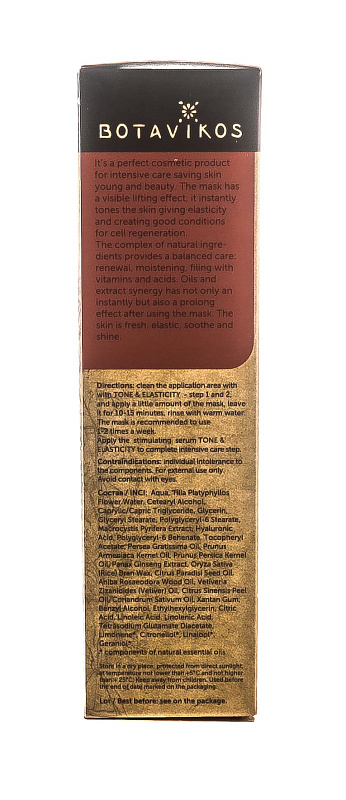 BOTAVIKOS
It's a perfect cosmetic product
for intensive care saving skin
young and beauty. The mask has
a visible lifting effect: it instantly
tones the skin giving elasticity
and creating good conditions
for cell regeneration.
The complex of natural ingre-
dients provides a balanced care:
renewal, moistening, filing with
vitamins and acids. Oils and
extract synergy has not only an
instantly but also a prolong
effect after using the mask. The
skin is fresh, elastic, soothe and
shine.
Directions: clean the application area with
with TONE & ELASTICITY - step 1 and 2,
and apply a little amount of the mask, leave
it for 10-15 minutes, rinse with warm water.
The mask is recommended to use
1-2 times a week.
Apply the stimulating serum TONE &
ELASTICITY to complete intensive care step.
Contraindications: individual intolerance to
the components. For external use only.
Avoid contact with eyes.
Состав / INCI: Aqua, Tilia Platyphyllos
Flower Water, Cetearyl Alcohol,
Caprylic/Capric Triglyceride, Glycerin,
Glyceryl Stearate, Polyglyceryl-6 Stearate,
Macrocystis Pyrifera Extract, Hyaluronic
Acid, Polyglyceryl-6 Behenate, Tocopheryl
Acetate, Persea Gratissima Oil, Prunus
Armeniaca Kernel Oil, Prunus Persica Kernel
Oil, Panax Ginseng Extract, Oryza Sativa
(Rice) Bran Wax, Citrus Paradisi Seed Oil,
Aniba Rosaeodora Wood Oil, Vetiveria
Zizanoides (Vetiver) Oil, Citrus Sinensis Peel
Oil, Coriandrum Sativum Oil, Xantan Gum,
Benzyl Alcohol, Ethylhexylglycerin, Citric
Acid, Linoleic Acid, Linolenic Acid,
Tetrasodium Glutamate Diacetate,
Limonene*, Citronellol*, Linalool*,
Geraniol*.
* components of natural essential oils
Store in a dry place, protected from direct sunlight,
at temperature not lower than +5°C and not higher
than + 25°C. Keep away from children. Used before
the end of date marked on the packaging.
Lot / Best before: see on the package.